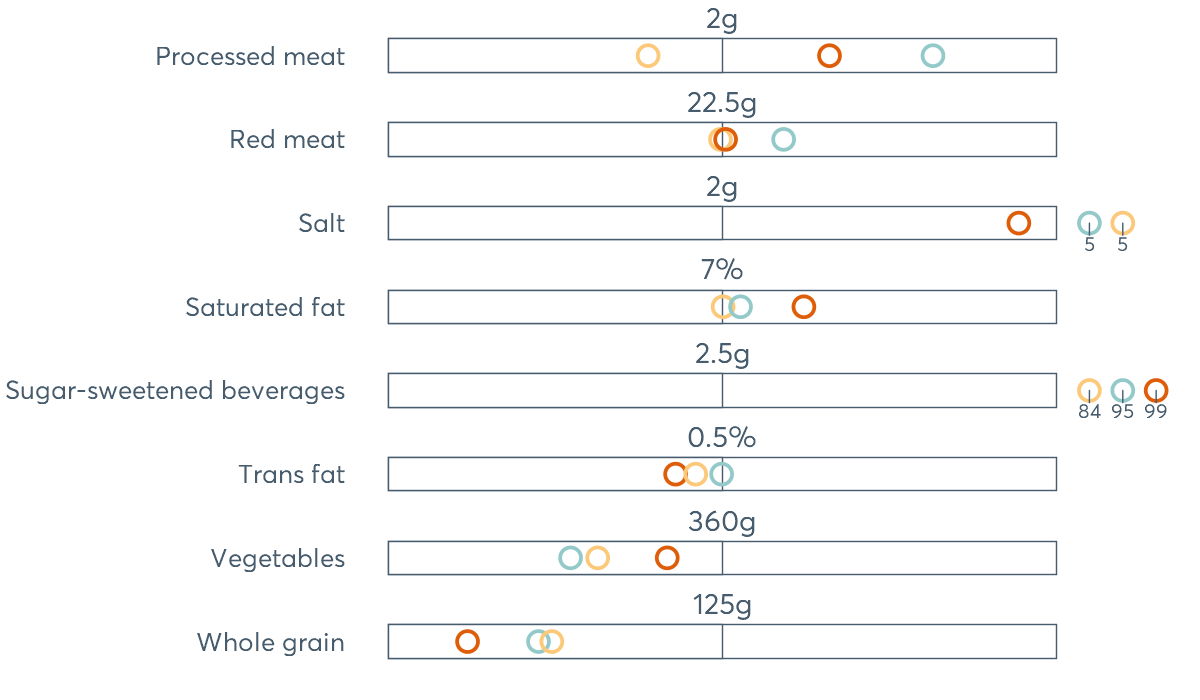 2g
Processed meat
22.5g
Red meat
2g
Salt
5 5
7%
Saturated fat
2.5g
Sugar-sweetened beverages
84 95 99
0.5%
Trans fat
360g
Vegetables
125g
Whole grain